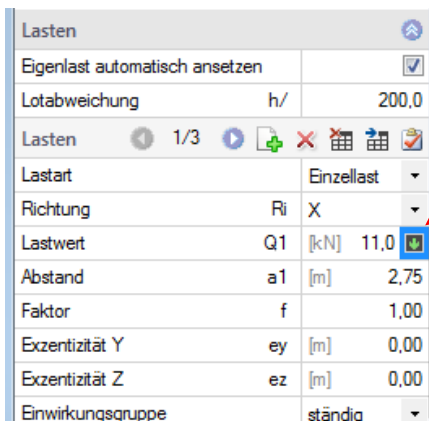 Lasten
Eigenlast automatisch ansetzen
Lotabweichung h/ 200,0
Lasten 1/3
Lastart Einzellast
Richtung Ri X
Lastwert Q1 [kN] 11,0
Abstand a1 [m] 2,75
Faktor f 1,00
Exzentizität Y ey [m] 0,00
Exzentizität Z ez [m] 0,00
Einwirkungsgruppe ständig